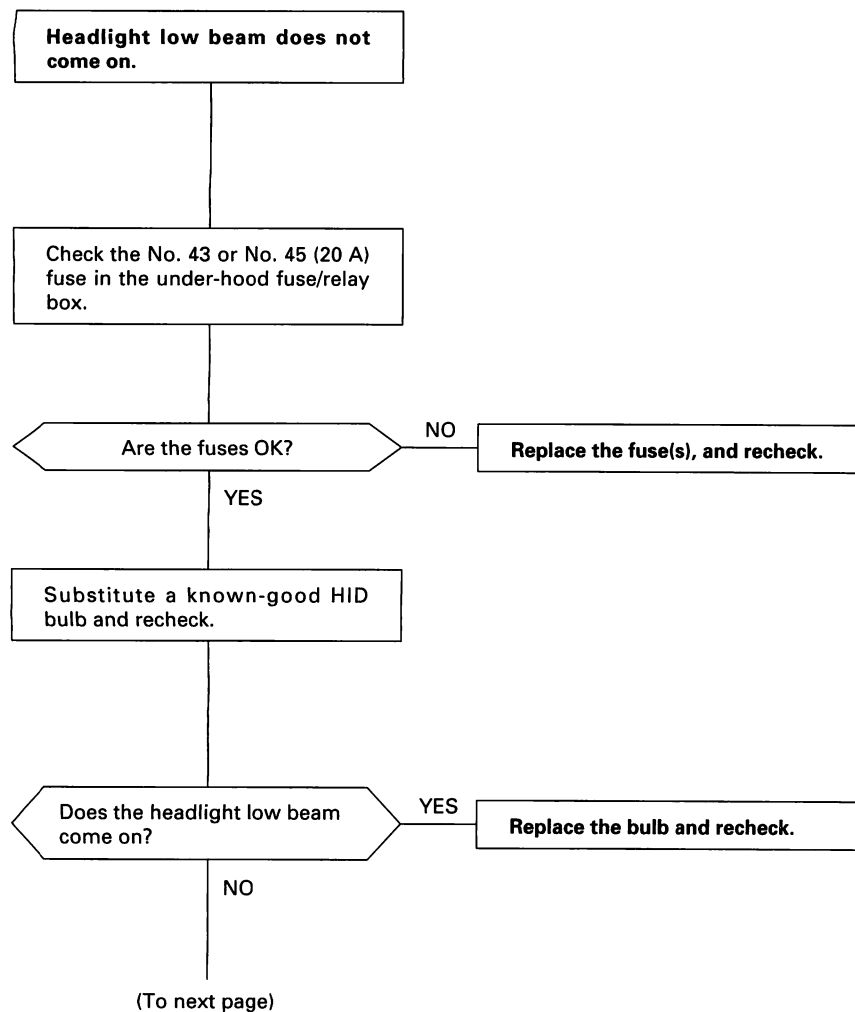 Headlight low beam does not
come on.
Check the No. 43 or No. 45 (20 A)
fuse in the under-hood fuse/relay
box.
Are the fuses OK?
NO
Replace the fuse(s), and recheck.
YES
Substitute a known-good HID
bulb and recheck.
Does the headlight low beam
come on?
YES
Replace the bulb and recheck.
NO
(To next page)